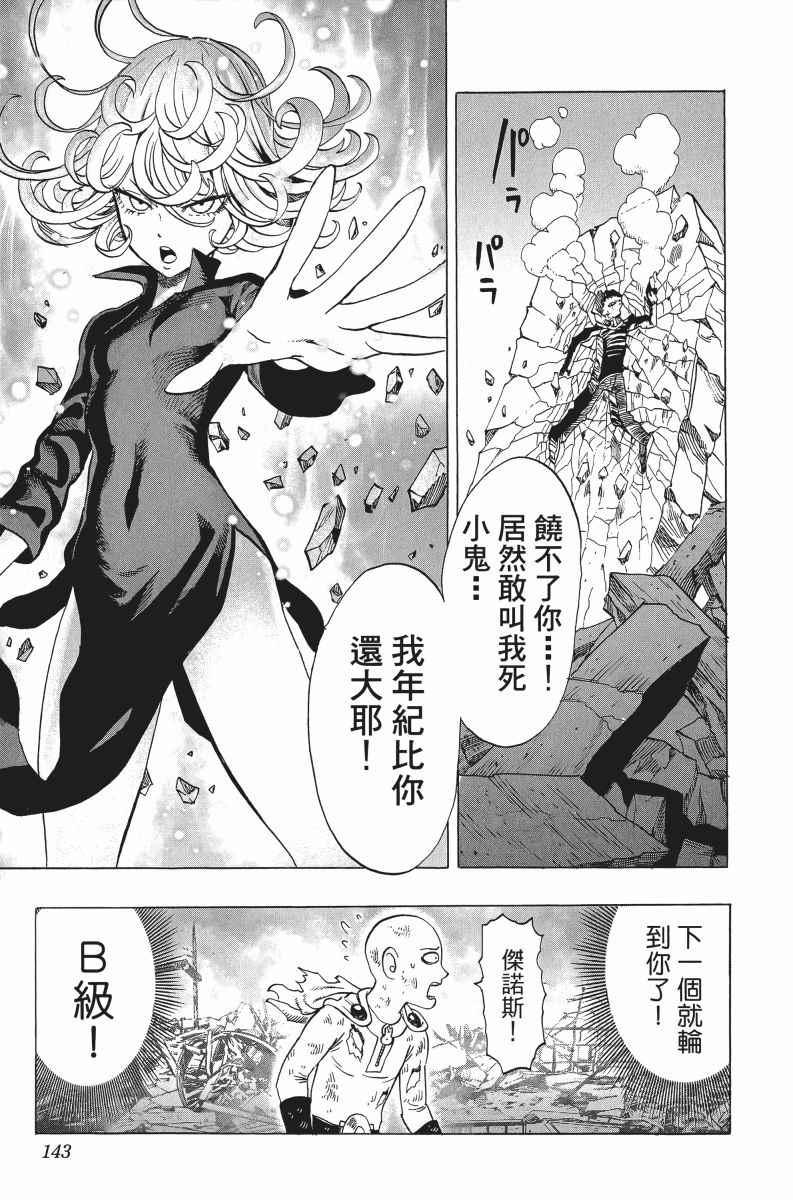 パラ
パラ
饒不了你…！
居然敢叫我死
小鬼…
我年紀比你
還大耶！
下一個就輪
到你了！
傑諾斯！
B級！
143